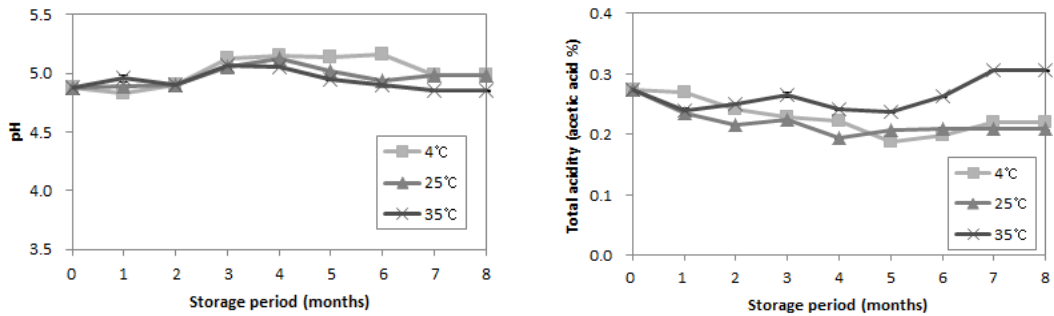 5.5
5.0
4.5
4.0
3.5
pH
4℃
25℃
35℃
0 1 2 3 4 5 6 7 8
Storage period (months)
0.4
0.3
0.2
0.1
0.0
Total acidity (acetic acid %)
4℃
25℃
35℃
0 1 2 3 4 5 6 7 8
Storage period (months)